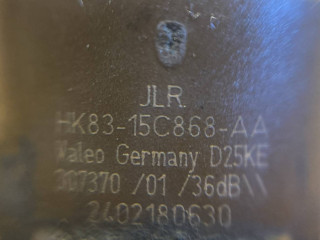 JLR
HK83-15C868-AA
Valeo Germany D25KE
307370 /01 /36dB\\
2402180630